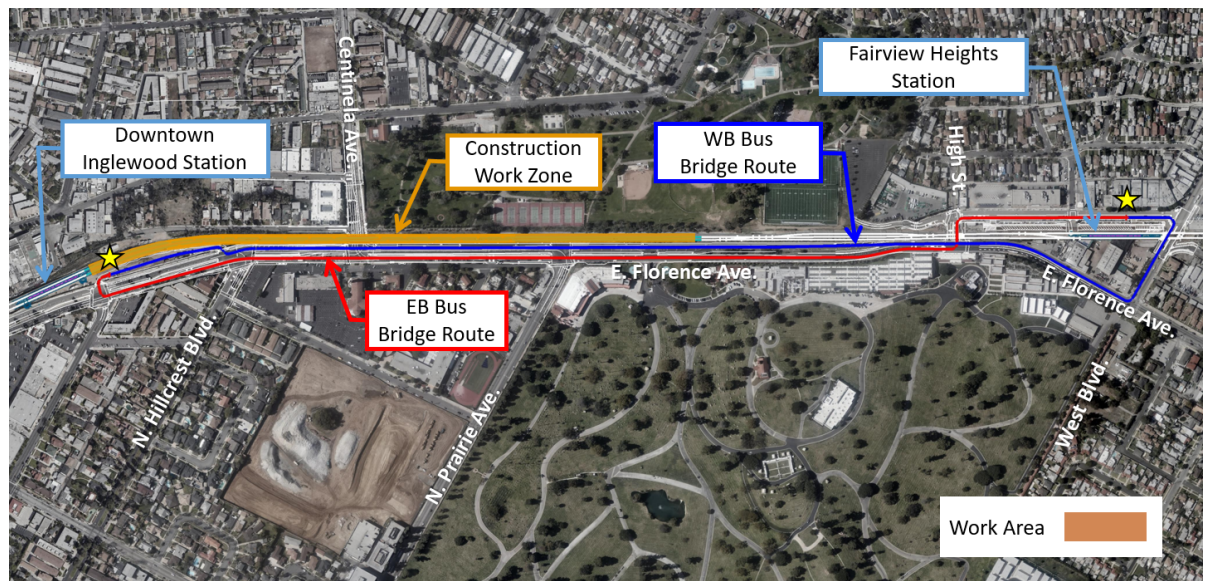 Centinela Ave.
Fairview Heights
Station
Downtown
Inglewood Station
Construction
Work Zone
WB Bus
Bridge Route
High St.
E. Florence Ave.
E. Florence Ave.
EB Bus
Bridge Route
N. Hillcrest Blvd.
N. Prairie Ave.
West Blvd.
Work Area